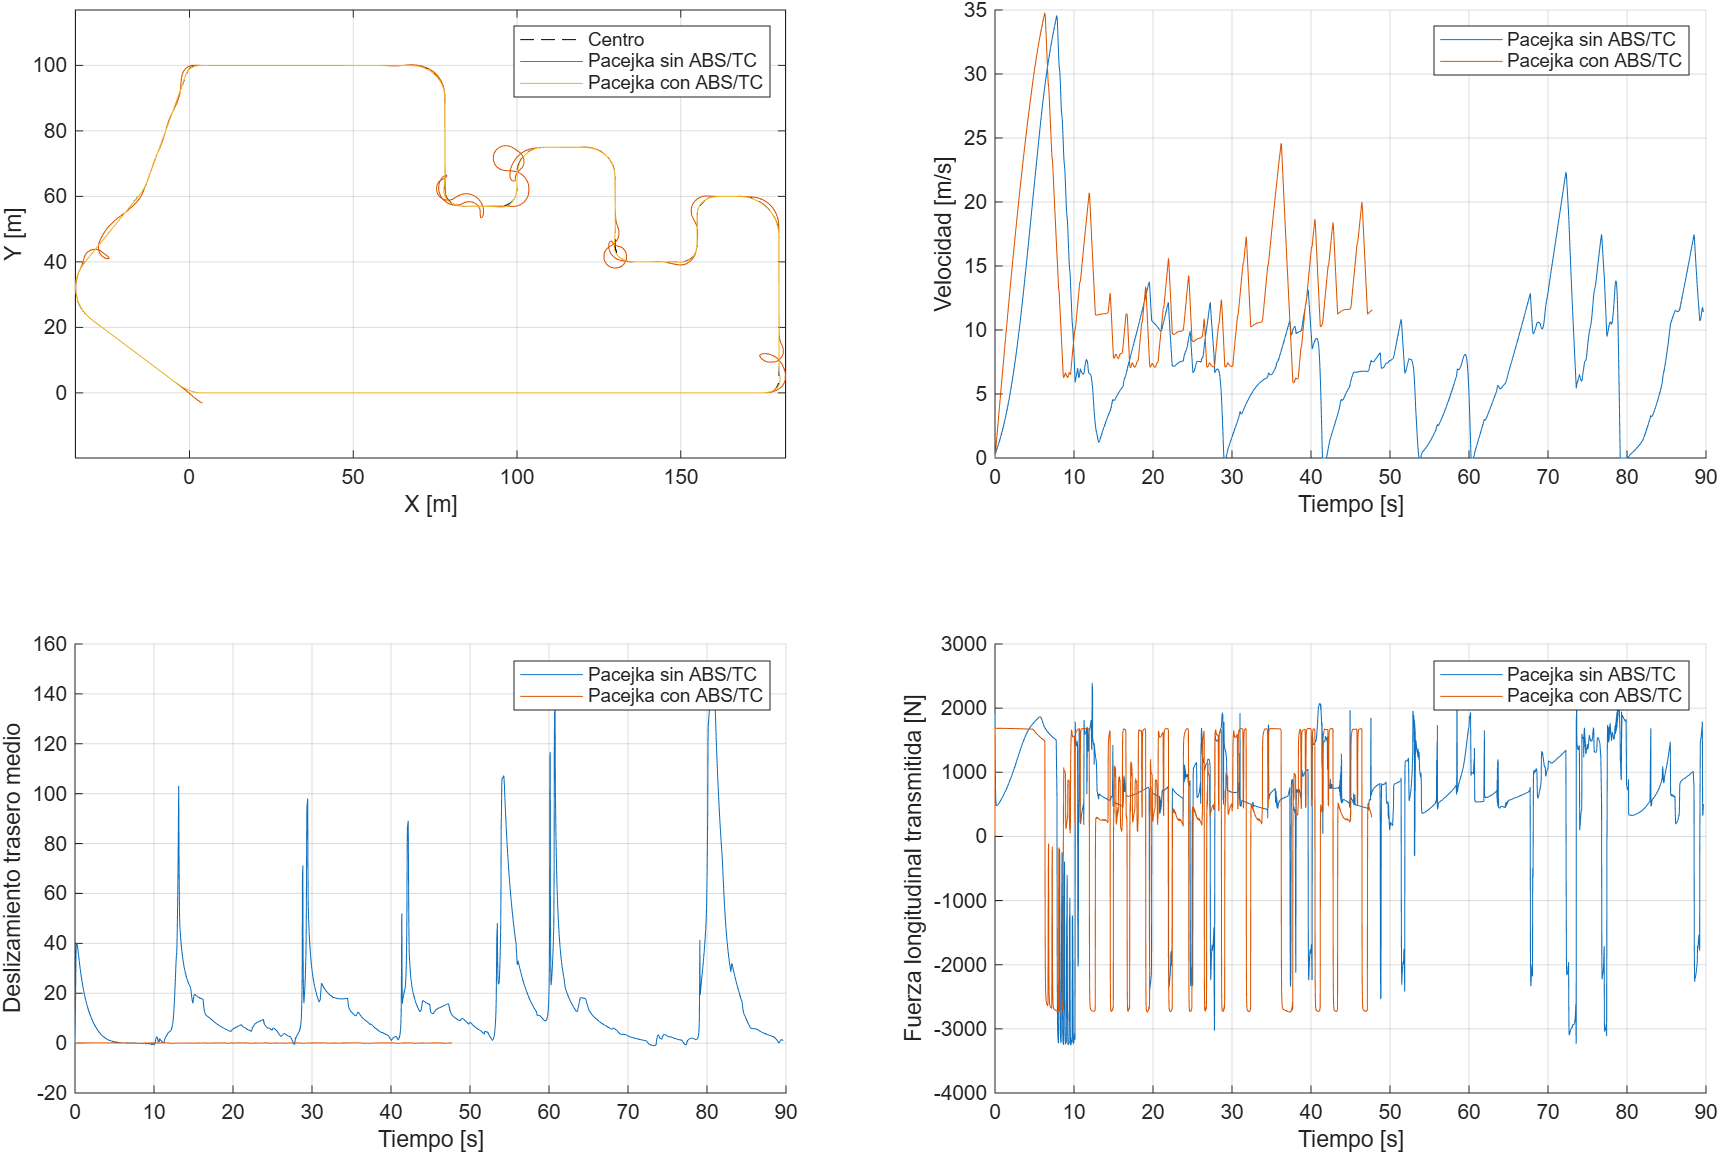 Centro
Pacejka sin ABS/TC
Pacejka con ABS/TC
100
80
60
40
20
0
0 50 100 150
Y [m]
X [m]
Pacejka sin ABS/TC
Pacejka con ABS/TC
35
30
25
20
15
10
5
0
0 10 20 30 40 50 60 70 80 90
Velocidad [m/s]
Tiempo [s]
Pacejka sin ABS/TC
Pacejka con ABS/TC
160
140
120
100
80
60
40
20
0
-20
0 10 20 30 40 50 60 70 80 90
Deslizamiento trasero medio
Tiempo [s]
Pacejka sin ABS/TC
Pacejka con ABS/TC
3000
2000
1000
0
-1000
-2000
-3000
-4000
0 10 20 30 40 50 60 70 80 90
Fuerza longitudinal transmitida [N]
Tiempo [s]